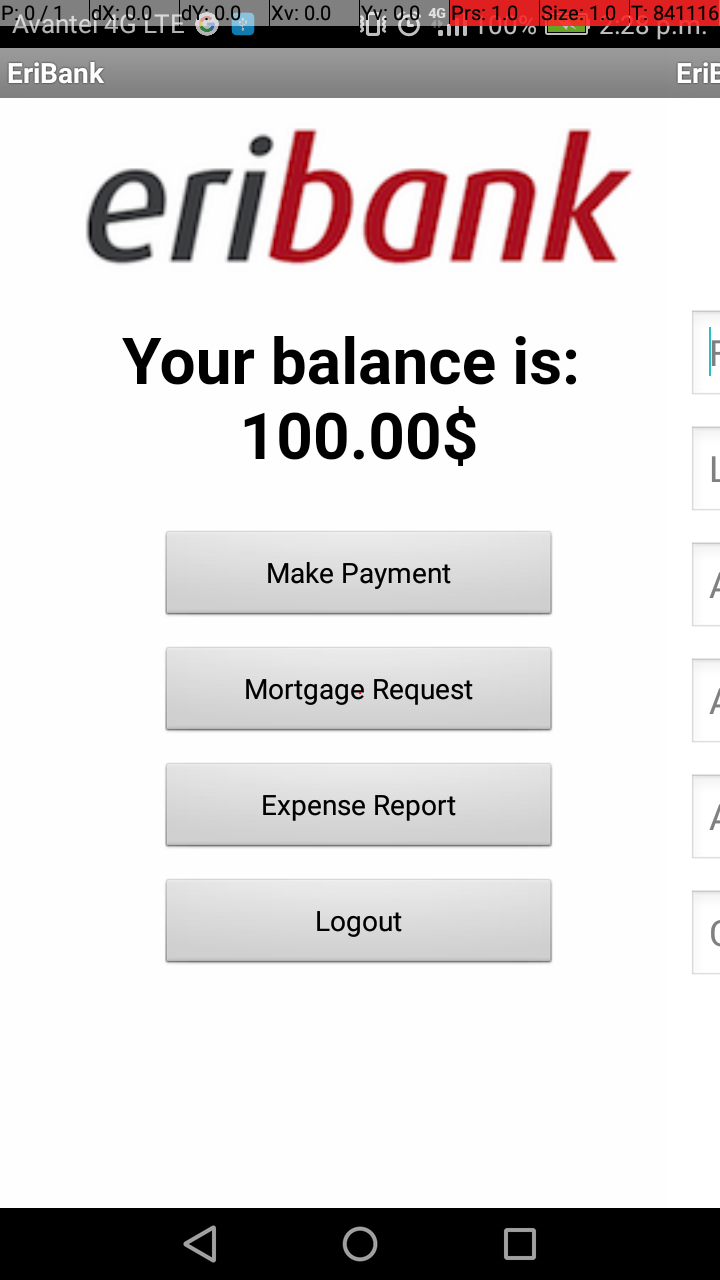 P: 0 / 1 dX: 0.0 dY: 0.0 Xv: 0.0 Yv: 0.0 Prs: 1.0 Size: 1.0 T: 841116
Avantel 4G LTE 4G 100% 2:28 p.m.
EriBank EriB
eribank
Your balance is:
100.00$
Make Payment
Mortgage Request
Expense Report
Logout
L
A
A
A